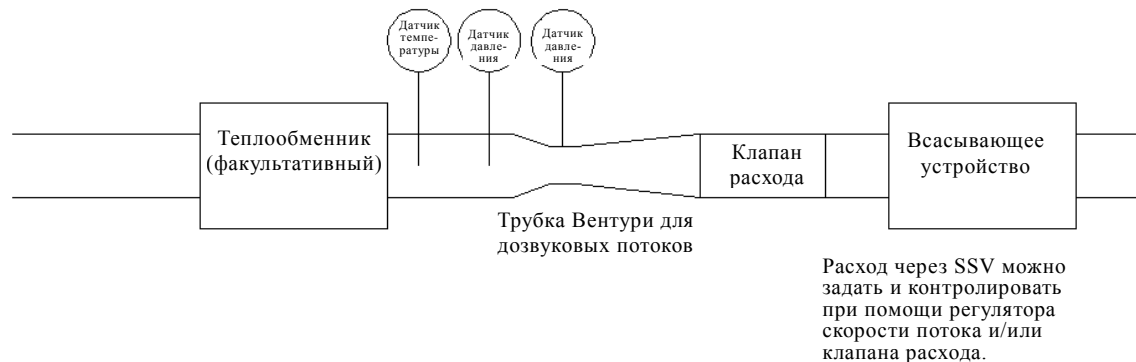 Датчик
темпе-
ратуры
Датчик
давле-
ния
Датчик
давле-
ния
Теплообменник
(факультативный)
Клапан
расхода
Всасывающее
устройство
Трубка Вентури для
дозвуковых потоков
Расход через SSV можно
задать и контролировать
при помощи регулятора
скорости потока и/или
клапана расхода.